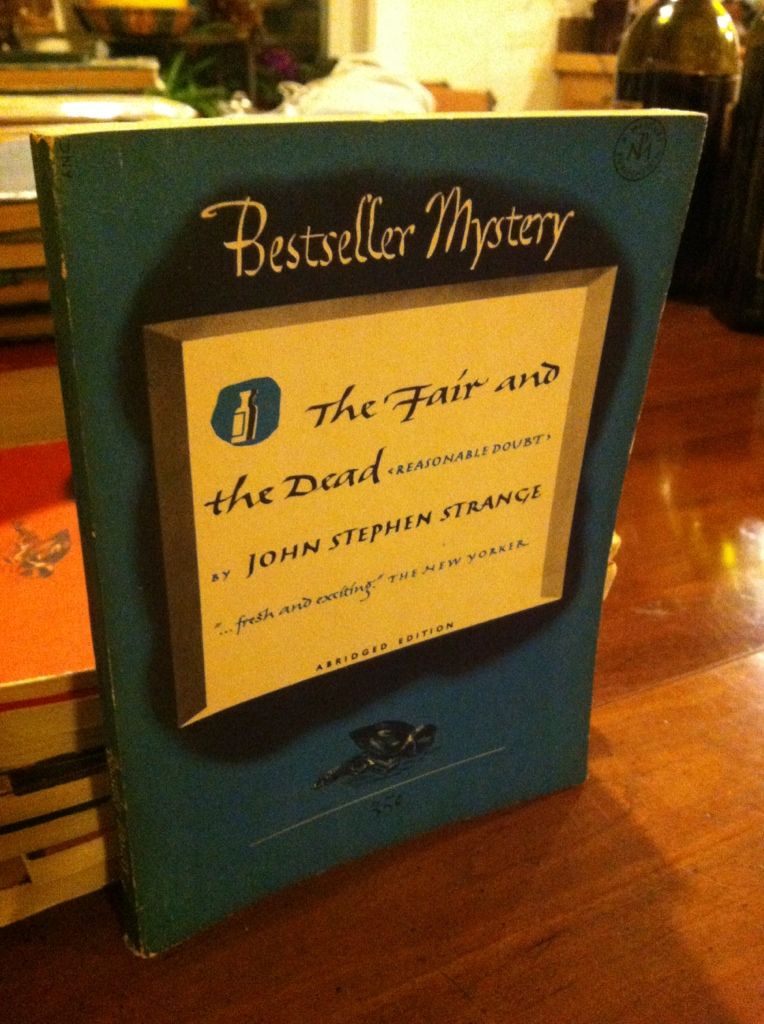 Bestseller Mystery
The Fair and
the Dead <REASONABLE DOUBT>
BY JOHN STEPHEN STRANGE
"... fresh and exciting." THE NEW YORKER
ABRIDGED EDITION
35¢